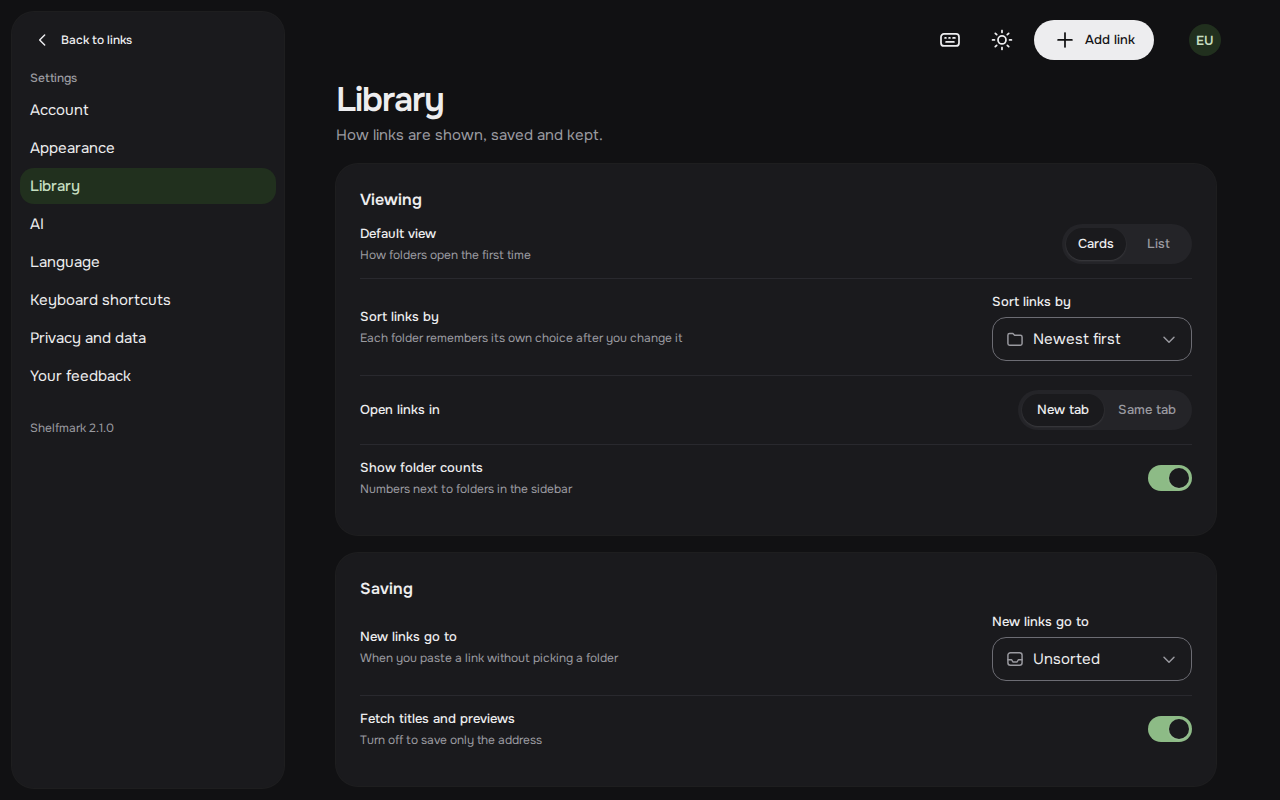 Back to links
Settings
Account
Appearance
Library
AI
Language
Keyboard shortcuts
Privacy and data
Your feedback
Shelfmark 2.1.0
Add link
EU
Library
How links are shown, saved and kept.
Viewing
Default view
How folders open the first time
Cards
List
Sort links by
Each folder remembers its own choice after you change it
Sort links by
Newest first
Open links in
New tab
Same tab
Show folder counts
Numbers next to folders in the sidebar
Saving
New links go to
When you paste a link without picking a folder
New links go to
Unsorted
Fetch titles and previews
Turn off to save only the address